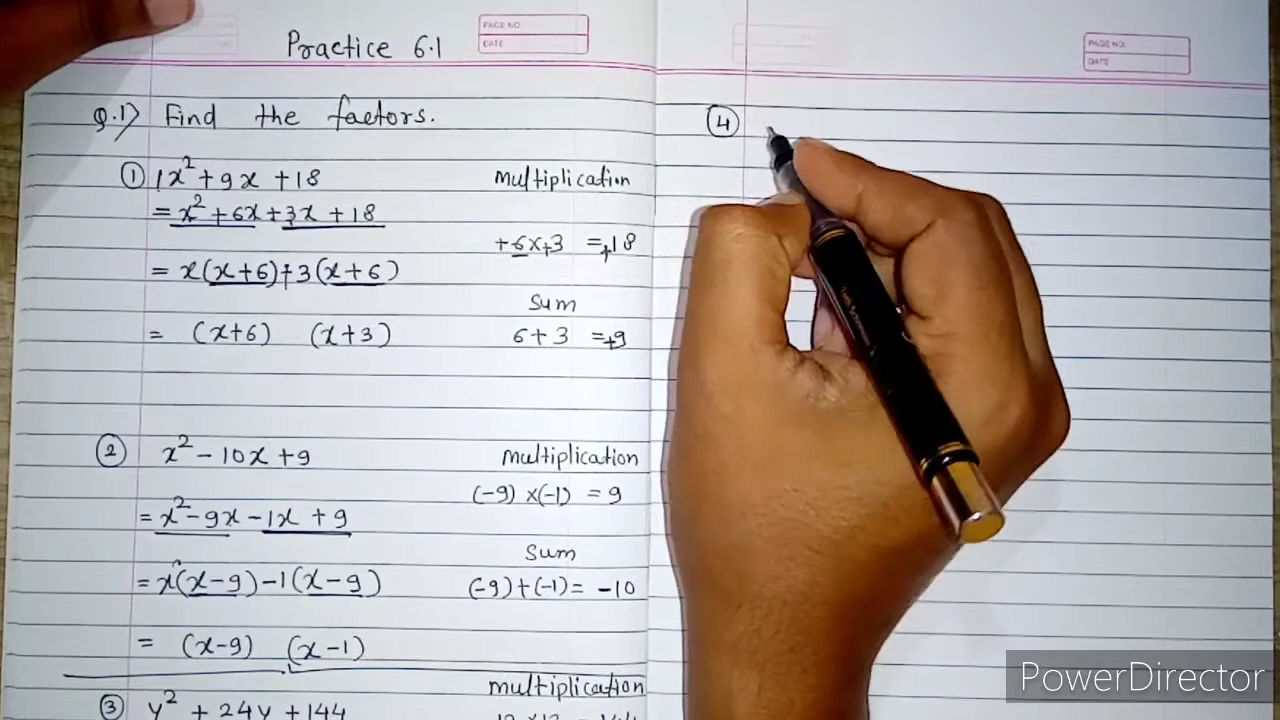 PAGE NO.
DATE
Practice 6.1
Q.1) Find the factors.
① 1x² + 9x + 18
= x² + 6x + 3x + 18
= x(x+6)+3(x+6)
= (x+6) (x+3)
multiplication
+6x+3 =+18
sum
6+3 =+9
② x² - 10x + 9
= x² - 9x - 1x + 9
= x(x-9) - 1(x-9)
= (x-9) (x-1)
multiplication
(-9) x(-1) = 9
sum
(-9)+(-1) = -10
③ y² + 24y + 144
multiplication
12 x 12 = 144
PAGE NO.
DATE
④
PowerDirector